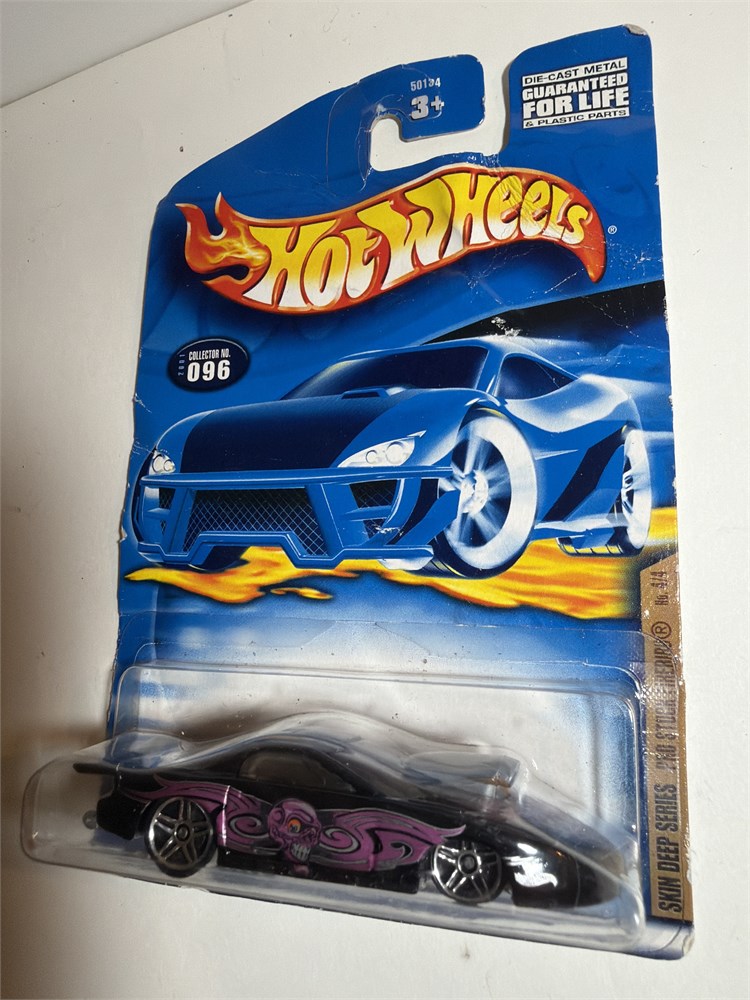 50134
3+
DIE-CAST METAL
GUARANTEED
FOR LIFE
& PLASTIC PARTS
HOT WHEELS®
2001
COLLECTOR NO.
096
SKIN DEEP SERIES PRO STOCK FIREBIRD® No. 4/4